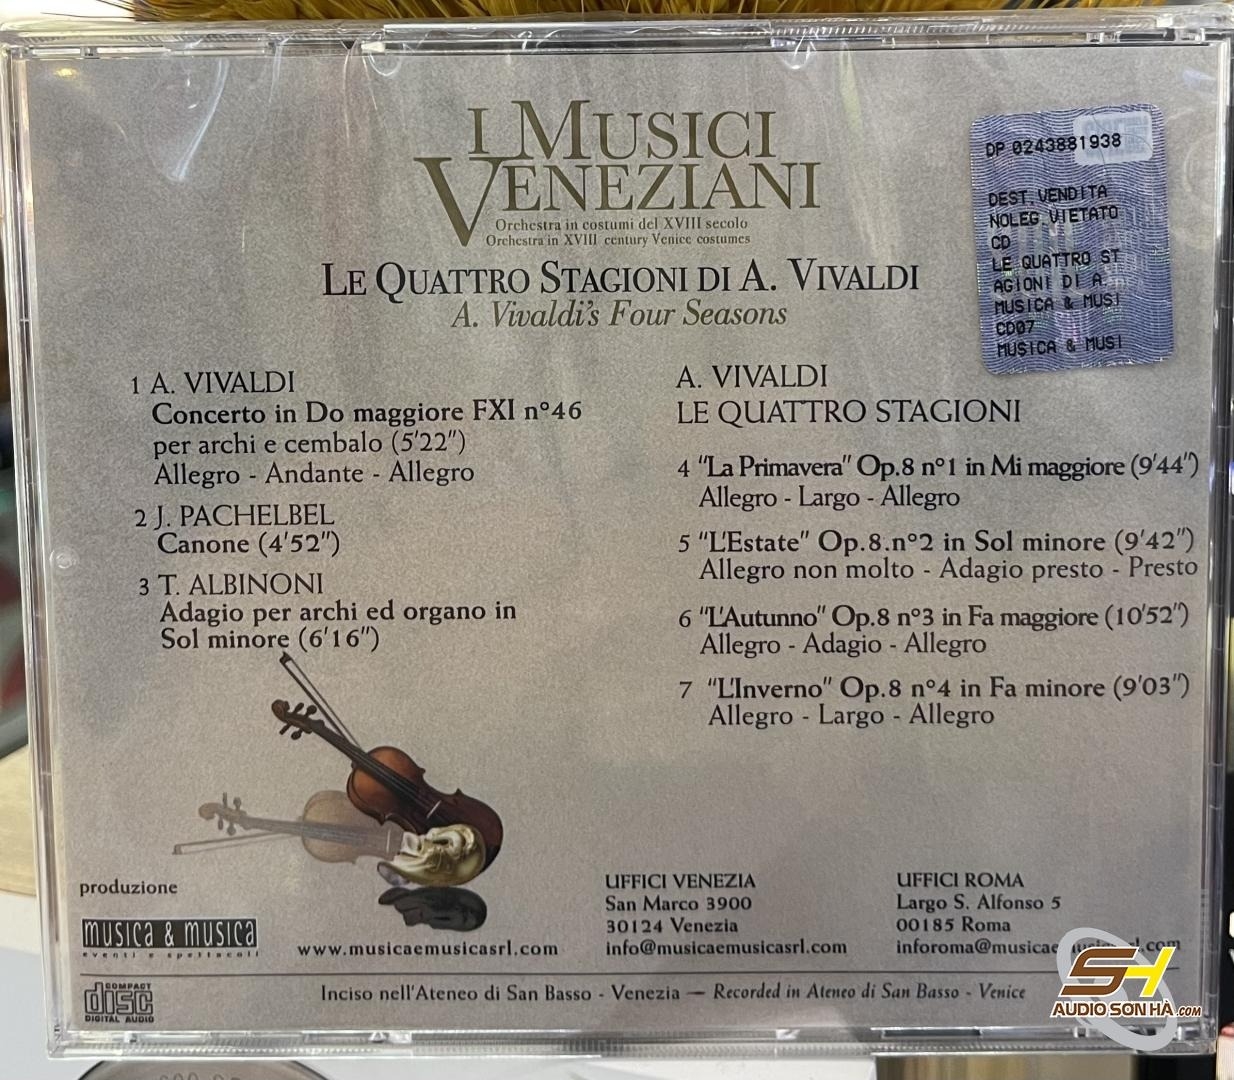 I MUSICI
VENEZIANI
Orchestra in costumi del XVIII secolo
Orchestra in XVIII century Venice costumes
LE QUATTRO STAGIONI DI A. VIVALDI
A. Vivaldi's Four Seasons
DP 0243881938
DEST.VENDITA
NOLEG.VIETATO
CD
LE QUATTRO ST
AGIONI DI A.
MUSICA & MUSI
CD07
MUSICA & MUSI
1 A. VIVALDI
Concerto in Do maggiore FXI n°46
per archi e cembalo (5'22")
Allegro - Andante - Allegro
2 J. PACHELBEL
Canone (4'52")
3 T. ALBINONI
Adagio per archi ed organo in
Sol minore (6'16")
A. VIVALDI
LE QUATTRO STAGIONI
4 "La Primavera" Op.8 n°1 in Mi maggiore (9'44")
Allegro - Largo - Allegro
5 "L'Estate" Op.8.n°2 in Sol minore (9'42")
Allegro non molto - Adagio presto - Presto
6 "L'Autunno" Op.8 n°3 in Fa maggiore (10'52")
Allegro - Adagio - Allegro
7 "L'Inverno" Op.8 n°4 in Fa minore (9'03")
Allegro - Largo - Allegro
produzione
musica & musica
eventi e spettacoli
www.musicaemusicasrl.com
UFFICI VENEZIA
San Marco 3900
30124 Venezia
info@musicaemusicasrl.com
UFFICI ROMA
Largo S. Alfonso 5
00185 Roma
inforoma@musicaemusicasrl.com
COMPACT
disc
DIGITAL AUDIO
Inciso nell'Ateneo di San Basso - Venezia — Recorded in Ateneo di San Basso - Venice
SH
AUDIO SƠN HÀ.COM